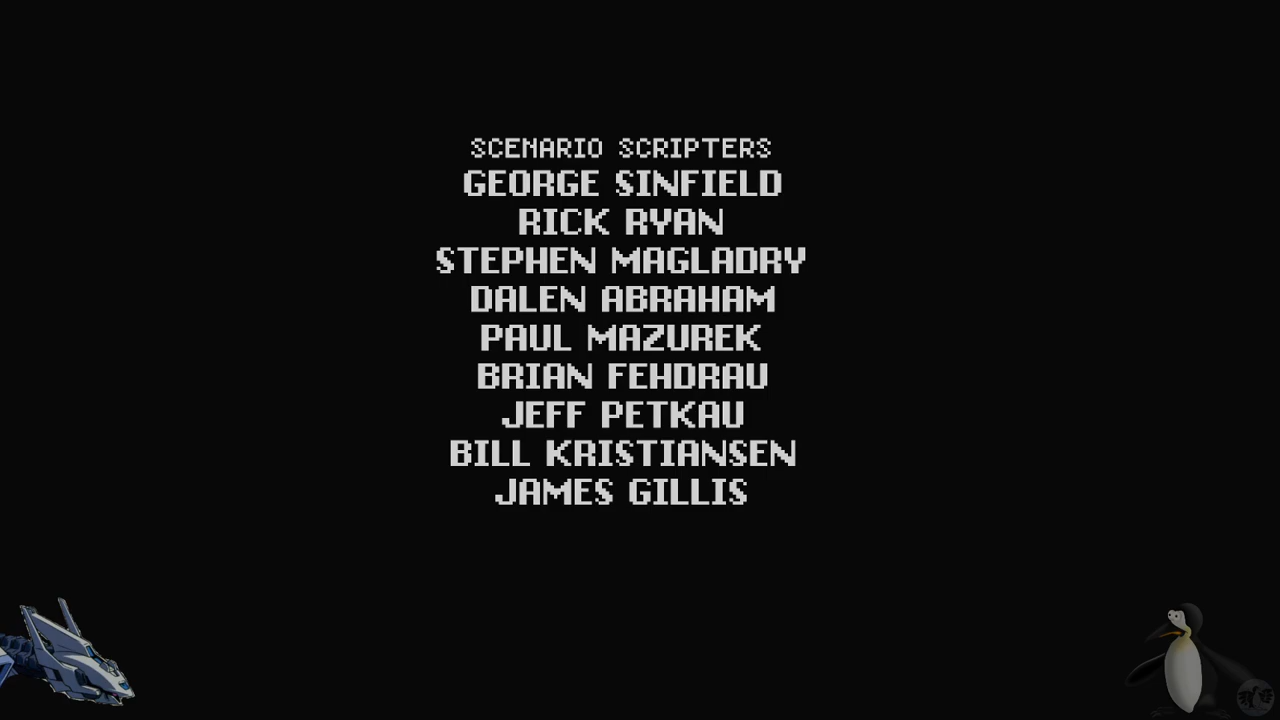 SCENARIO SCRIPTERS
GEORGE SINFIELD
RICK RYAN
STEPHEN MAGLADRY
DALEN ABRAHAM
PAUL MAZUREK
BRIAN FEHDRAU
JEFF PETKAU
BILL KRISTIANSEN
JAMES GILLIS